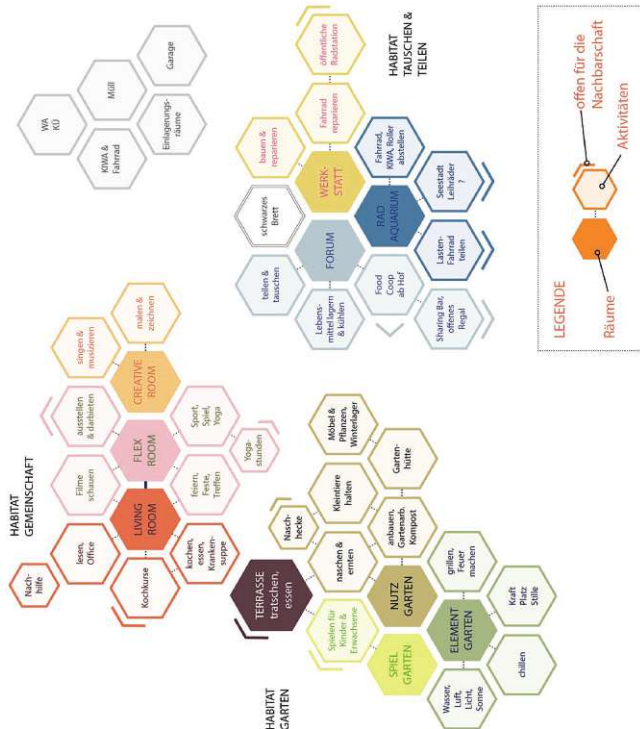 HABITAT
GEMEINSCHAFT
Nach-
hilfe
lesen,
Office
Kochkurse
kochen,
essen,
Kranken-
suppe
LIVING
ROOM
Filme
schauen
FLEX
ROOM
feiern,
Feste,
Treffen
ausstellen
& darbieten
Sport,
Spiel,
Yoga
Yoga-
stunden
CREATIVE
ROOM
singen &
musizieren
malen &
zeichnen
WA
KÜ
KIWA &
Fahrrad
Müll
Einlagerungs-
räume
Garage
HABITAT
GARTEN
TERRASSE
tratschen,
essen
Spielen für
Kinder &
Erwachsene
SPIEL
GARTEN
naschen &
ernten
Nasch-
hecke
Kleintiere
halten
Möbel &
Pflanzen,
Winterlager
NUTZ
GARTEN
anbauen,
Gartenarb.
Kompost
Garten-
hütte
ELEMENT
GARTEN
Wasser,
Luft,
Licht,
Sonne
chillen
Kraft
Platz
Stille
grillen,
Feuer
machen
HABITAT
TAUSCHEN &
TEILEN
teilen &
tauschen
schwarzes
Brett
Lebens-
mittel lagern
& kühlen
FORUM
Food
Coop
ab Hof
Sharing Bar,
offenes
Regal
WERK-
STATT
bauen &
reparieren
Fahrrad
reparieren
öffentliche
Radstation
RAD
AQUARIUM
Fahrrad,
KIWA, Roller
abstellen
Lasten-
Fahrrad
teilen
Seestadt
Leihräder
?
LEGENDE
Räume
Aktivitäten
offen für die
Nachbarschaft